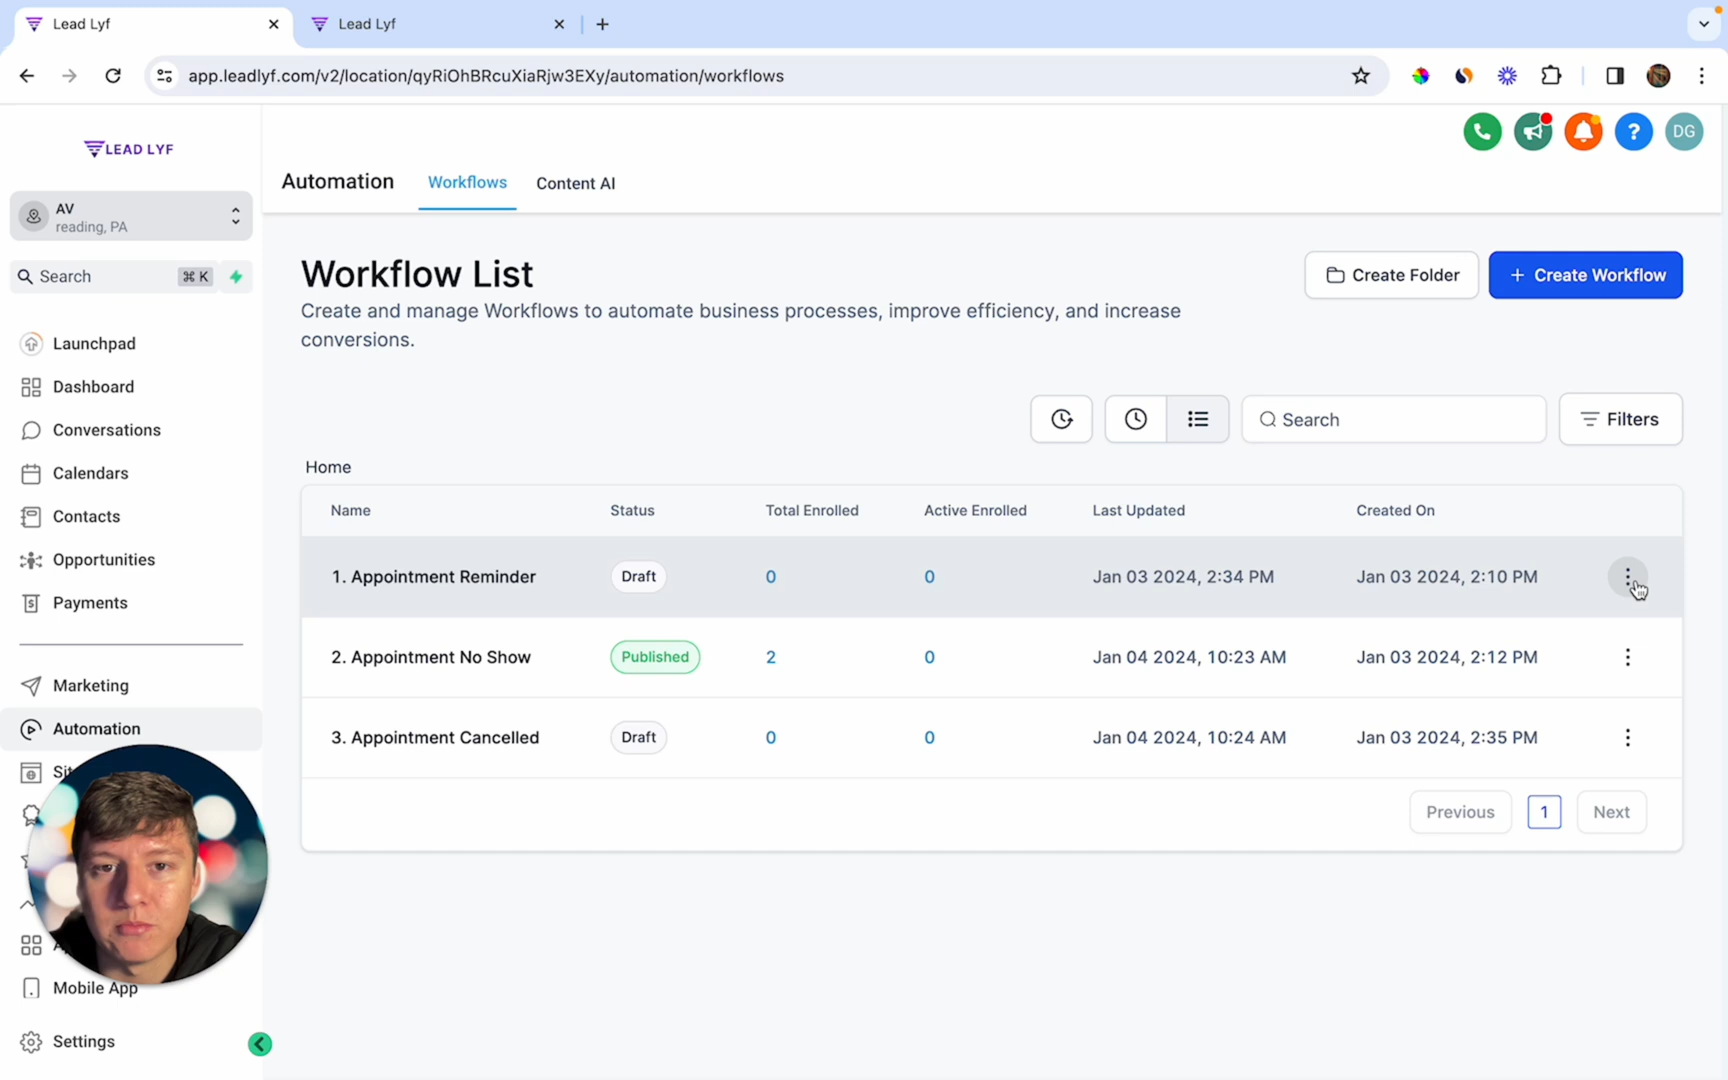 Lead Lyf
Lead Lyf
app.leadlyf.com/v2/location/qyRiOhBRcuXiaRjw3EXy/automation/workflows
LEAD LYF
AV
reading, PA
Search
⌘ K
Launchpad
Dashboard
Conversations
Calendars
Contacts
Opportunities
Payments
Marketing
Automation
Mobile App
Settings
Automation
Workflows
Content AI
DG
Workflow List
Create and manage Workflows to automate business processes, improve efficiency, and increase
conversions.
Create Folder
+ Create Workflow
Search
Filters
Home
Name Status Total Enrolled Active Enrolled Last Updated Created On
1. Appointment Reminder Draft 0 0 Jan 03 2024, 2:34 PM Jan 03 2024, 2:10 PM
2. Appointment No Show Published 2 0 Jan 04 2024, 10:23 AM Jan 03 2024, 2:12 PM
3. Appointment Cancelled Draft 0 0 Jan 04 2024, 10:24 AM Jan 03 2024, 2:35 PM
Previous 1 Next